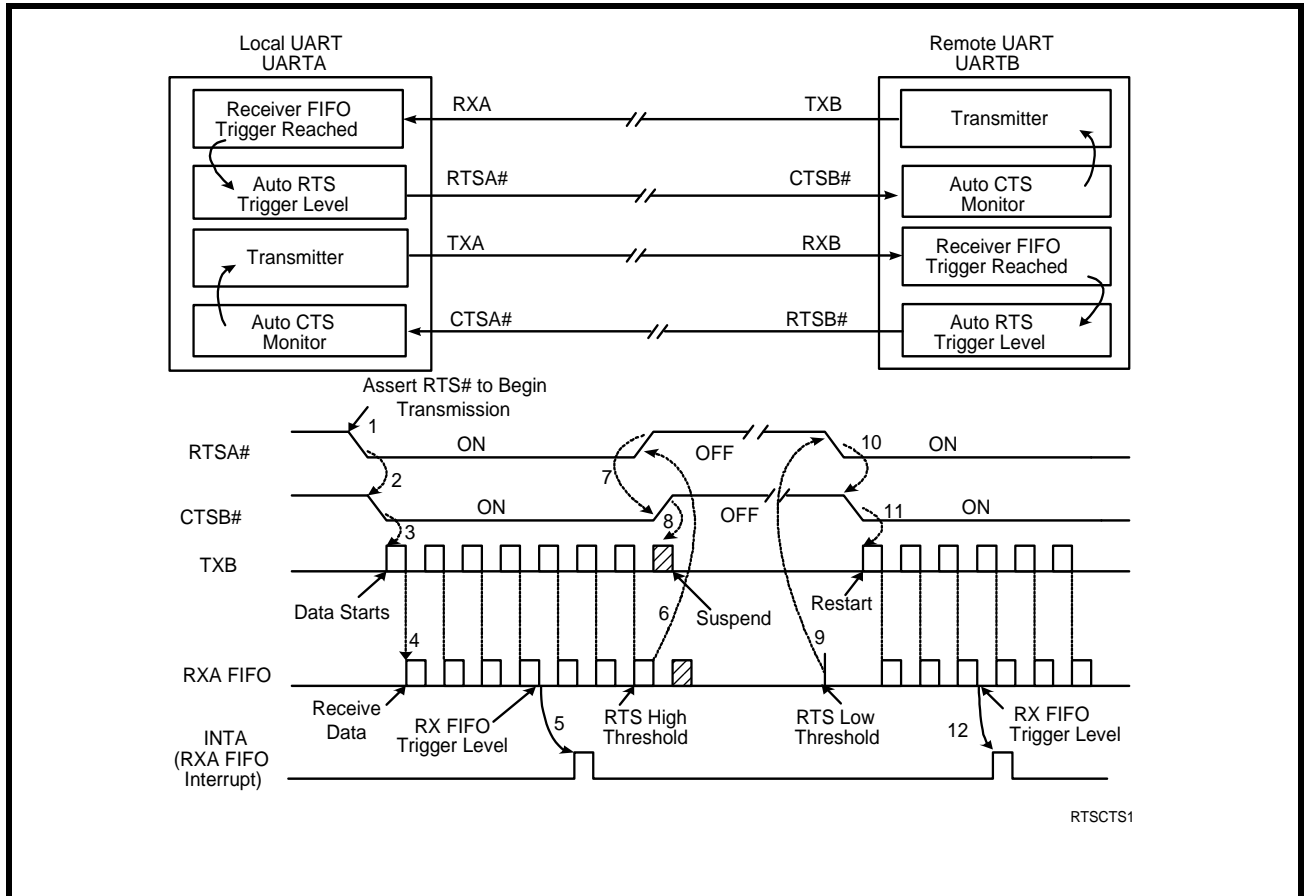 Local UART
UARTA
Remote UART
UARTB
Receiver FIFO
Trigger Reached
RXA
TXB
Transmitter
Auto RTS
Trigger Level
RTSA#
CTSB#
Auto CTS
Monitor
Transmitter
TXA
RXB
Receiver FIFO
Trigger Reached
Auto CTS
Monitor
CTSA#
RTSB#
Auto RTS
Trigger Level
Assert RTS# to Begin
Transmission
1
RTSA#
ON
OFF
10
ON
2
7
CTSB#
ON
8
OFF
11
ON
3
TXB
Data Starts
6
Suspend
Restart
4
9
RXA FIFO
Receive
Data
RX FIFO
Trigger Level
5
RTS High
Threshold
RTS Low
Threshold
12
RX FIFO
Trigger Level
INTA
(RXA FIFO
Interrupt)
RTSCTS1